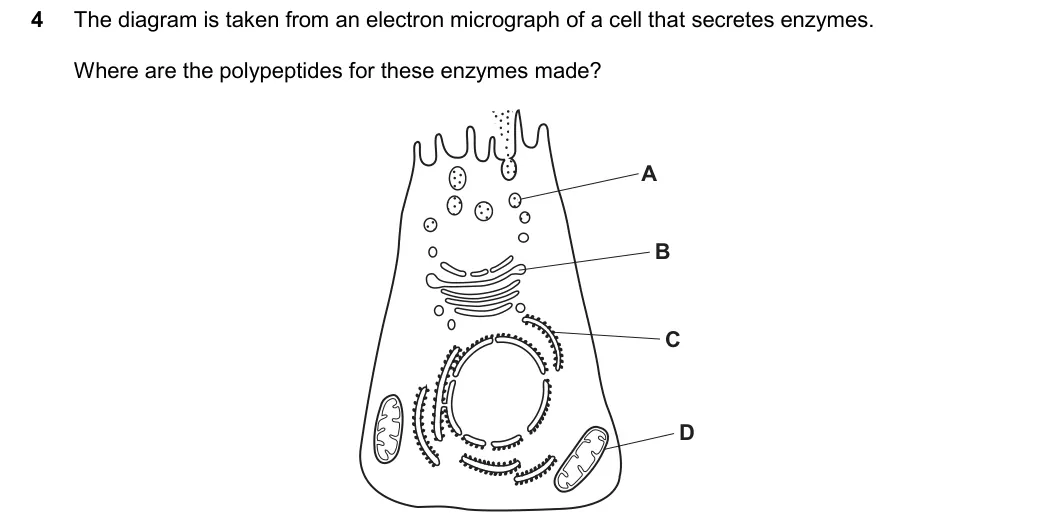 4 The diagram is taken from an electron micrograph of a cell that secretes enzymes.
Where are the polypeptides for these enzymes made?
A
B
C
D